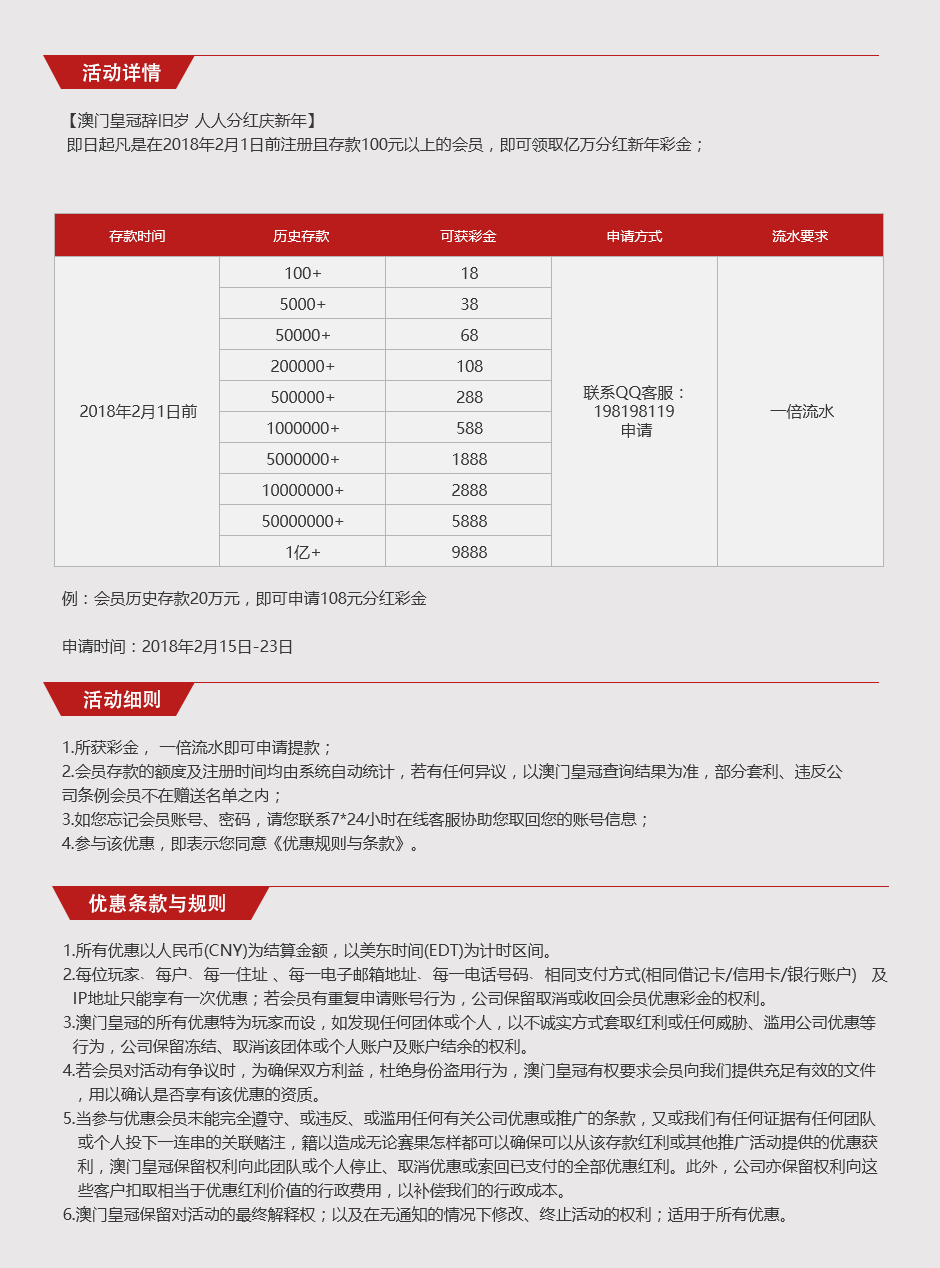 活动详情
【澳门皇冠辞旧岁 人人分红庆新年】
即日起凡是在2018年2月1日前注册且存款100元以上的会员，即可领取亿万分红新年彩金；
存款时间 历史存款 可获彩金 申请方式 流水要求
100+ 18
5000+ 38
50000+ 68
200000+ 108
500000+ 288
2018年2月1日前
1000000+ 588
5000000+ 1888
10000000+ 2888
50000000+ 5888
1亿+ 9888
联系QQ客服：
198198119
申请
一倍流水
例：会员历史存款20万元，即可申请108元分红彩金
申请时间：2018年2月15日-23日
活动细则
1.所获彩金， 一倍流水即可申请提款；
2.会员存款的额度及注册时间均由系统自动统计，若有任何异议，以澳门皇冠查询结果为准，部分套利、违反公
司条例会员不在赠送名单之内；
3.如您忘记会员账号、密码，请您联系7*24小时在线客服协助您取回您的账号信息；
4.参与该优惠，即表示您同意《优惠规则与条款》。
优惠条款与规则
1.所有优惠以人民币(CNY)为结算金额，以美东时间(EDT)为计时区间。
2.每位玩家、每户、每一住址 、每一电子邮箱地址、每一电话号码、相同支付方式(相同借记卡/信用卡/银行账户) 及
IP地址只能享有一次优惠；若会员有重复申请账号行为，公司保留取消或收回会员优惠彩金的权利。
3.澳门皇冠的所有优惠特为玩家而设，如发现任何团体或个人，以不诚实方式套取红利或任何威胁、滥用公司优惠等
行为，公司保留冻结、取消该团体或个人账户及账户结余的权利。
4.若会员对活动有争议时，为确保双方利益，杜绝身份盗用行为，澳门皇冠有权要求会员向我们提供充足有效的文件
，用以确认是否享有该优惠的资质。
5.当参与优惠会员未能完全遵守、或违反、或滥用任何有关公司优惠或推广的条款，又或我们有任何证据有任何团队
或个人投下一连串的关联赌注，籍以造成无论赛果怎样都可以确保可以从该存款红利或其他推广活动提供的优惠获
利，澳门皇冠保留权利向此团队或个人停止、取消优惠或索回已支付的全部优惠红利。此外，公司亦保留权利向这
些客户扣取相当于优惠红利价值的行政费用，以补偿我们的行政成本。
6.澳门皇冠保留对活动的最终解释权；以及在无通知的情况下修改、终止活动的权利；适用于所有优惠。